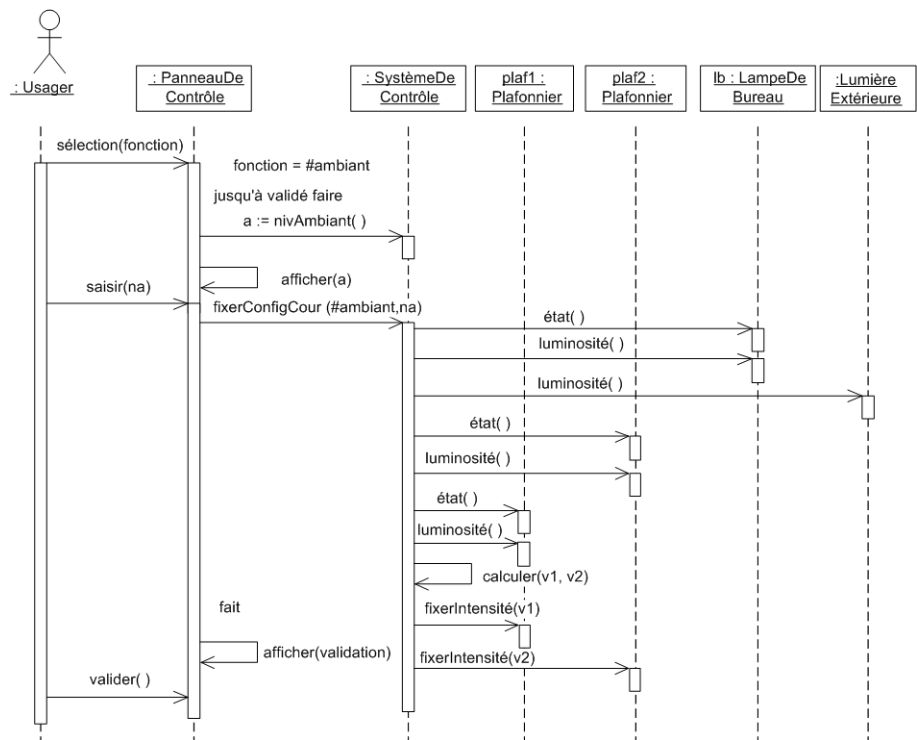 : Usager
: PanneauDe
Contrôle
: SystèmeDe
Contrôle
plaf1 :
Plafonnier
plaf2 :
Plafonnier
lb : LampeDe
Bureau
:Lumière
Extérieure
sélection(fonction)
fonction = #ambiant
jusqu'à validé faire
a := nivAmbiant( )
afficher(a)
saisir(na)
fixerConfigCour (#ambiant,na)
état( )
luminosité( )
luminosité( )
état( )
luminosité( )
état( )
luminosité( )
calculer(v1, v2)
fait
fixerIntensité(v1)
afficher(validation)
fixerIntensité(v2)
valider( )